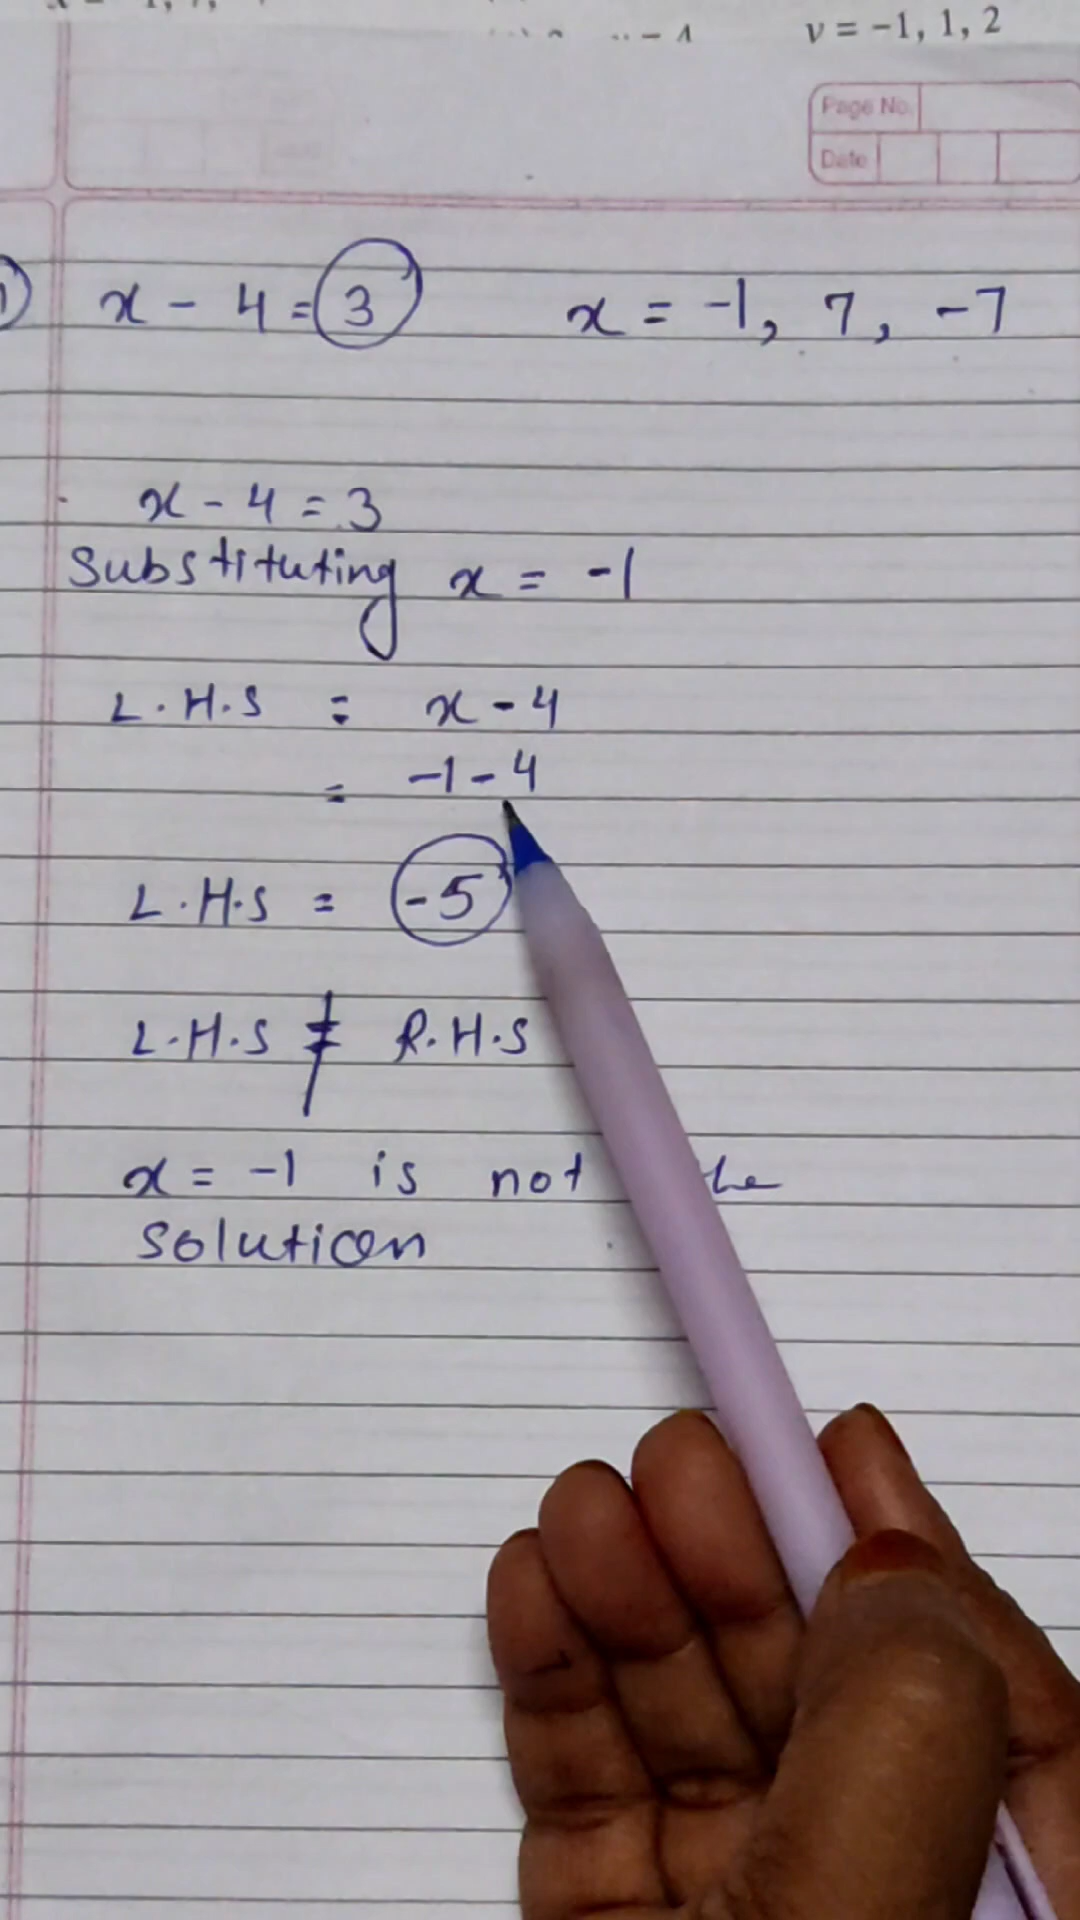 v = -1, 1, 2
Page No.
Date
x - 4 = 3 x = -1, 7, -7
x - 4 = 3
Substituting x = -1
L.H.S = x - 4
= -1 - 4
L.H.S = -5
L.H.S ≠ R.H.S
x = -1 is not
solution